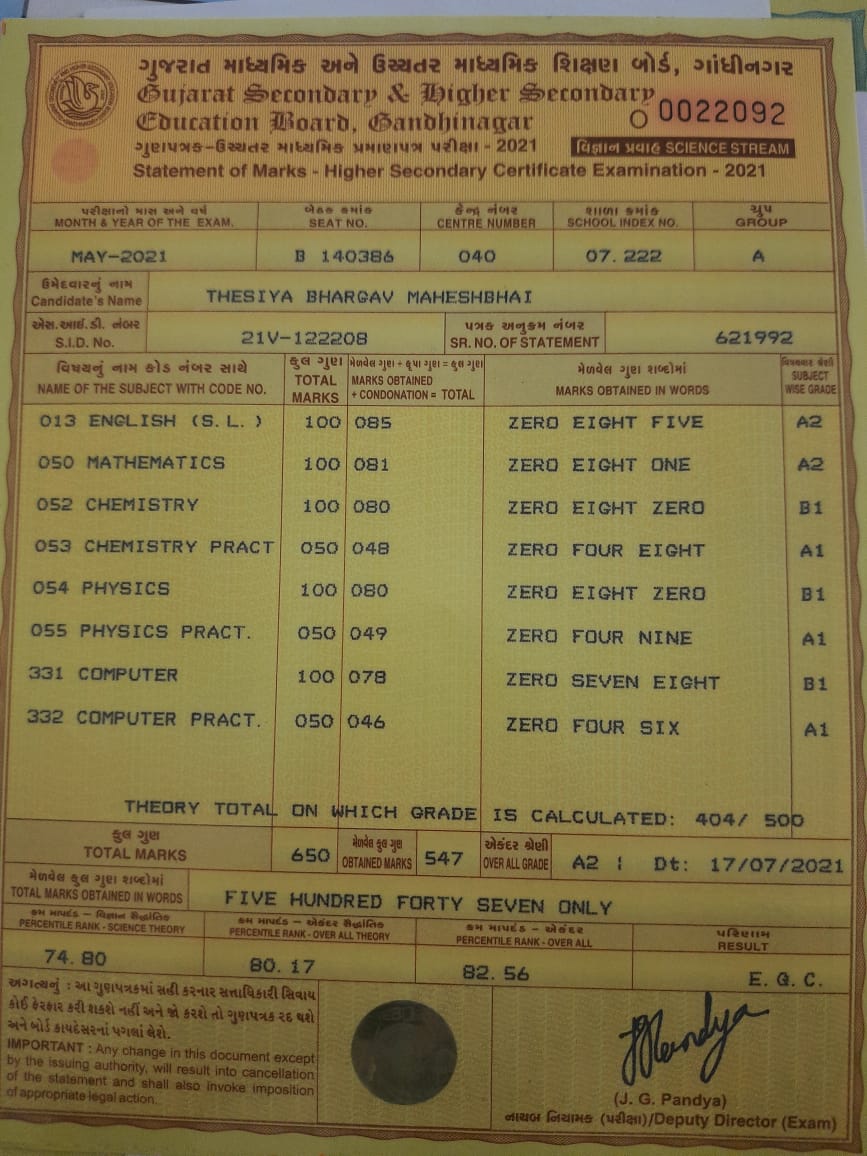 ગુજરાત માધ્યમિક અને ઉચ્ચતર માધ્યમિક શિક્ષણ બોર્ડ, ગાંધીનગર
Gujarat Secondary & Higher Secondary
Education Board, Gandhinagar
O 0022092
ગુણપત્રક-ઉચ્ચતર માધ્યમિક પ્રમાણપત્ર પરીક્ષા - 2021 વિજ્ઞાન પ્રવાહ SCIENCE STREAM
Statement of Marks - Higher Secondary Certificate Examination - 2021
પરીક્ષાનો માસ અને વર્ષ બેઠક ક્રમાંક કેન્દ્ર નંબર શાળા ક્રમાંક ગ્રુપ
MONTH & YEAR OF THE EXAM. SEAT NO. CENTRE NUMBER SCHOOL INDEX NO. GROUP
MAY-2021 B 140386 040 07.222 A
ઉમેદવારનું નામ
Candidate's Name THESIYA BHARGAV MAHESHBHAI
એસ.આઈ.ડી. નંબર પત્રક અનુક્રમ નંબર
S.I.D. No. 21V-122208 SR. NO. OF STATEMENT 621992
વિષયનું નામ કોડ નંબર સાથે કુલ ગુણ મેળવેલ ગુણ + કૃપા ગુણ = કુલ ગુણ મેળવેલ ગુણ શબ્દોમાં વિષયવાર શ્રેણી
NAME OF THE SUBJECT WITH CODE NO. TOTAL MARKS MARKS OBTAINED + CONDONATION = TOTAL MARKS OBTAINED IN WORDS SUBJECT WISE GRADE
013 ENGLISH (S.L.) 100 085 ZERO EIGHT FIVE A2
050 MATHEMATICS 100 081 ZERO EIGHT ONE A2
052 CHEMISTRY 100 080 ZERO EIGHT ZERO B1
053 CHEMISTRY PRACT 050 048 ZERO FOUR EIGHT A1
054 PHYSICS 100 080 ZERO EIGHT ZERO B1
055 PHYSICS PRACT. 050 049 ZERO FOUR NINE A1
331 COMPUTER 100 078 ZERO SEVEN EIGHT B1
332 COMPUTER PRACT. 050 046 ZERO FOUR SIX A1
THEORY TOTAL ON WHICH GRADE IS CALCULATED: 404/ 500
કુલ ગુણ મેળવેલ કુલ ગુણ એકંદર શ્રેણી
TOTAL MARKS 650 OBTAINED MARKS 547 OVER ALL GRADE A2 | Dt: 17/07/2021
મેળવેલ કુલ ગુણ શબ્દોમાં
TOTAL MARKS OBTAINED IN WORDS FIVE HUNDRED FORTY SEVEN ONLY
ક્રમ માપદંડ - વિજ્ઞાન સૈદ્ધાંતિક ક્રમ માપદંડ - એકંદર સૈદ્ધાંતિક ક્રમ માપદંડ - એકંદર પરિણામ
PERCENTILE RANK - SCIENCE THEORY PERCENTILE RANK - OVER ALL THEORY PERCENTILE RANK - OVER ALL RESULT
74.80 80.17 82.56 E.Q.C.
અગત્યનું : આ ગુણપત્રકમાં સહી કરનાર સત્તાધિકારી સિવાય
કોઈ ફેરફાર કરી શકશે નહીં અને જો કરશે તો ગુણપત્રક રદ થશે
અને બોર્ડ કાયદેસરનાં પગલાં લેશે.
IMPORTANT : Any change in this document except
by the issuing authority, will result into cancellation
of the statement and shall also invoke imposition
of appropriate legal action.
(J. G. Pandya)
નાયબ નિયામક (પરીક્ષા)/Deputy Director (Exam)